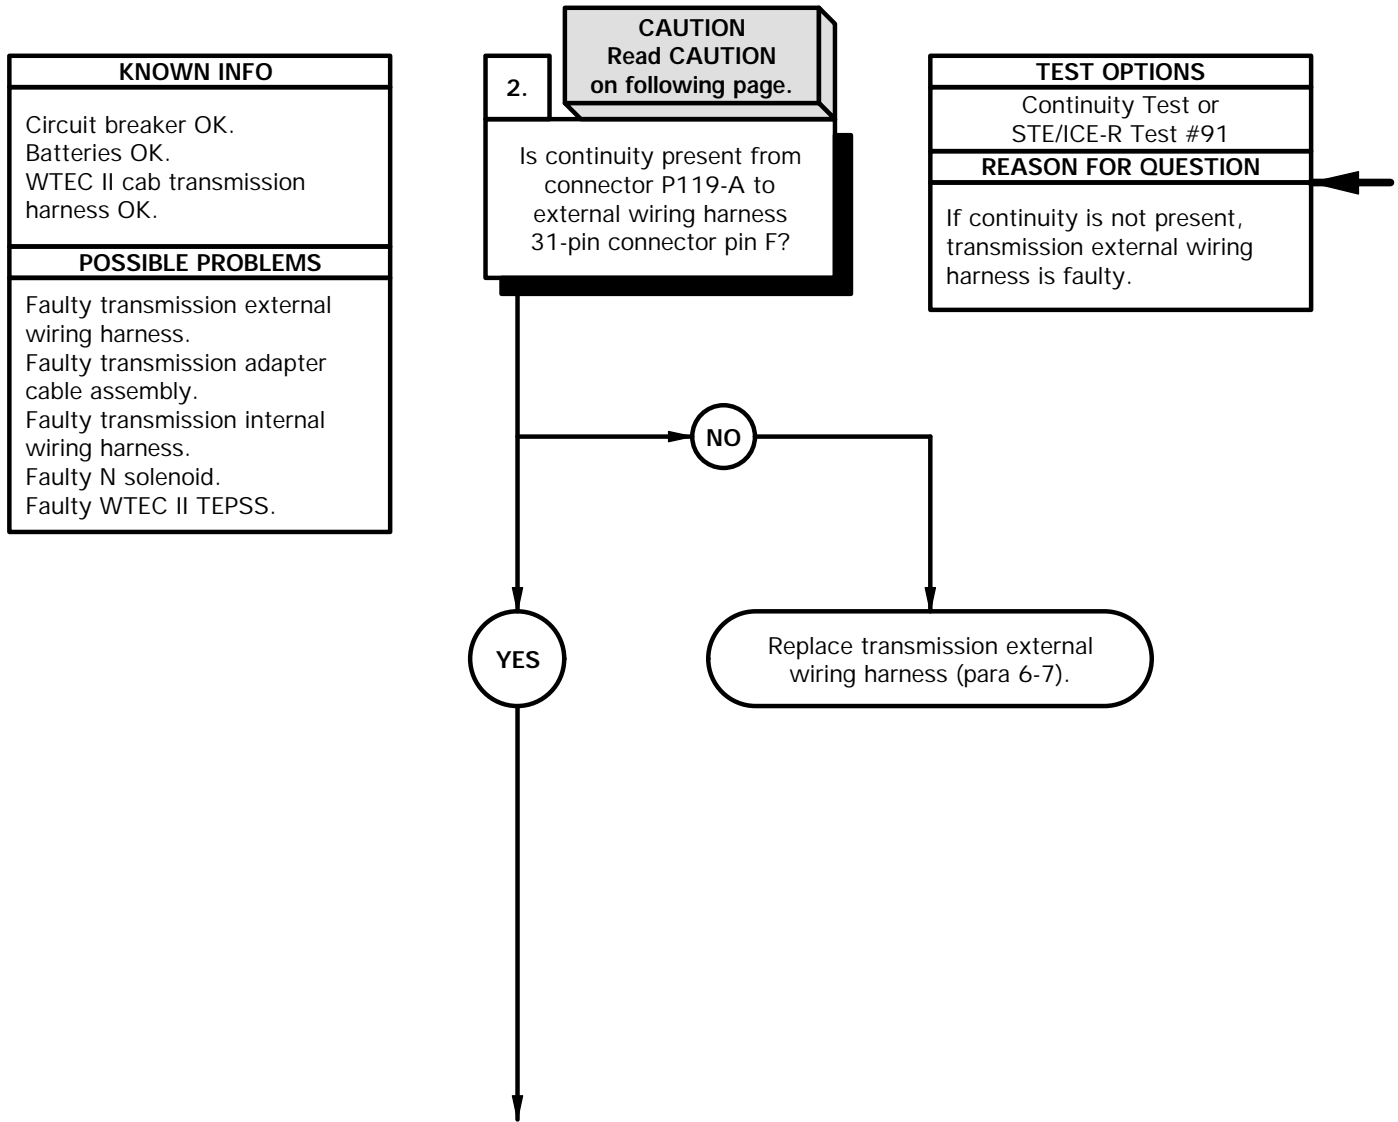 KNOWN INFO
Circuit breaker OK.
Batteries OK.
WTEC II cab transmission
harness OK.
POSSIBLE PROBLEMS
Faulty transmission external
wiring harness.
Faulty transmission adapter
cable assembly.
Faulty transmission internal
wiring harness.
Faulty N solenoid.
Faulty WTEC II TEPSS.
CAUTION
Read CAUTION
on following page.
2.
Is continuity present from
connector P119-A to
external wiring harness
31-pin connector pin F?
TEST OPTIONS
Continuity Test or
STE/ICE-R Test #91
REASON FOR QUESTION
If continuity is not present,
transmission external wiring
harness is faulty.
NO
YES
Replace transmission external
wiring harness (para 6-7).